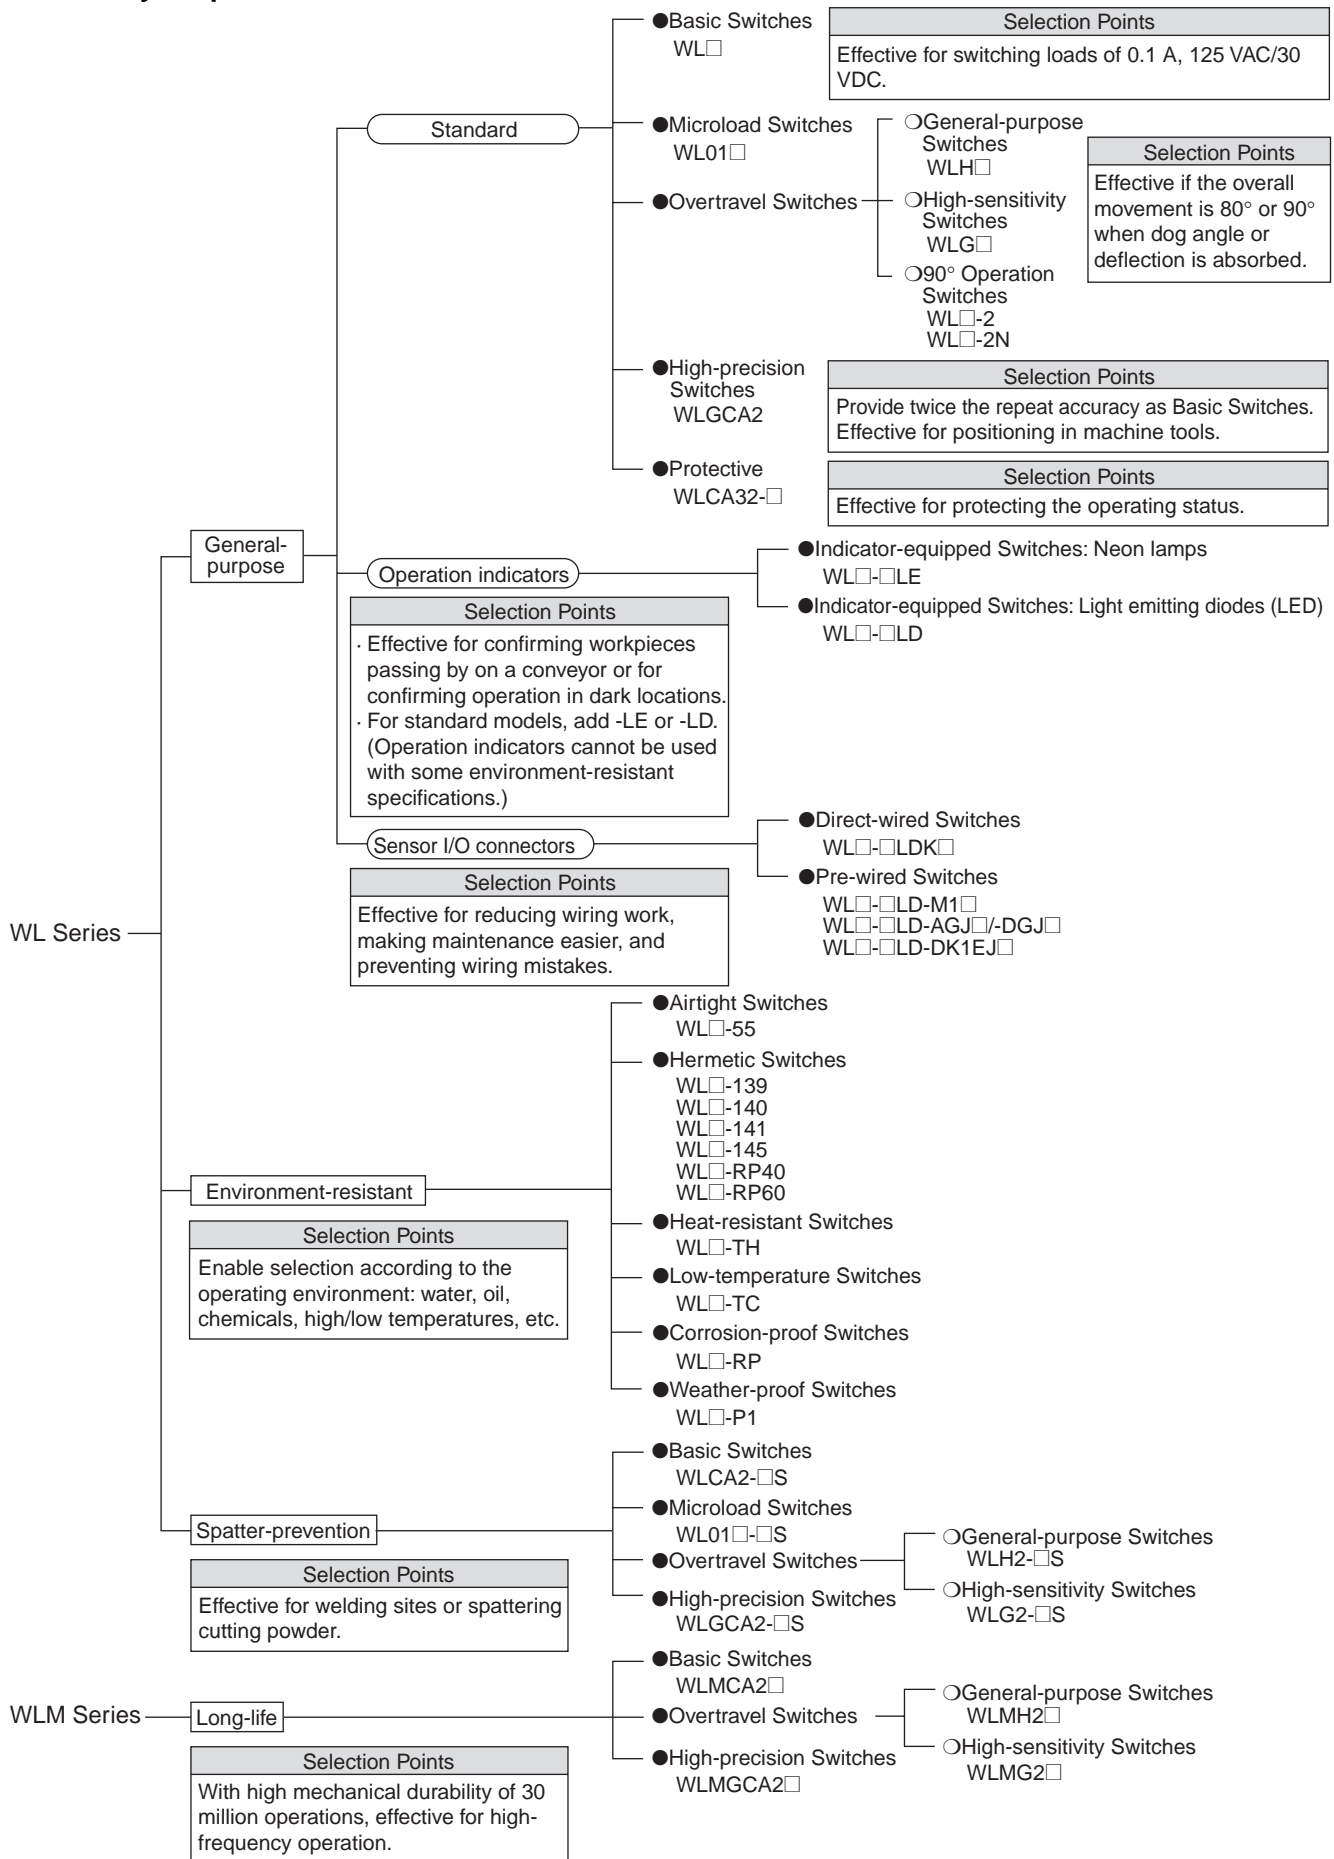 ●Basic Switches
WL□
Selection Points
Effective for switching loads of 0.1 A, 125 VAC/30
VDC.
Standard
●Microload Switches
WL01□
●Overtravel Switches
❍General-purpose
Switches
WLH□
❍High-sensitivity
Switches
WLG□
❍90° Operation
Switches
WL□-2
WL□-2N
Selection Points
Effective if the overall
movement is 80° or 90°
when dog angle or
deflection is absorbed.
●High-precision
Switches
WLGCA2
Selection Points
Provide twice the repeat accuracy as Basic Switches.
Effective for positioning in machine tools.
●Protective
WLCA32-□
Selection Points
Effective for protecting the operating status.
General-
purpose
Operation indicators
●Indicator-equipped Switches: Neon lamps
WL□-□LE
●Indicator-equipped Switches: Light emitting diodes (LED)
WL□-□LD
Selection Points
· Effective for confirming workpieces
passing by on a conveyor or for
confirming operation in dark locations.
· For standard models, add -LE or -LD.
(Operation indicators cannot be used
with some environment-resistant
specifications.)
Sensor I/O connectors
●Direct-wired Switches
WL□-□LDK□
●Pre-wired Switches
WL□-□LD-M1□
WL□-□LD-AGJ□/-DGJ□
WL□-□LD-DK1EJ□
Selection Points
Effective for reducing wiring work,
making maintenance easier, and
preventing wiring mistakes.
WL Series
●Airtight Switches
WL□-55
●Hermetic Switches
WL□-139
WL□-140
WL□-141
WL□-145
WL□-RP40
WL□-RP60
Environment-resistant
Selection Points
Enable selection according to the
operating environment: water, oil,
chemicals, high/low temperatures, etc.
●Heat-resistant Switches
WL□-TH
●Low-temperature Switches
WL□-TC
●Corrosion-proof Switches
WL□-RP
●Weather-proof Switches
WL□-P1
●Basic Switches
WLCA2-□S
●Microload Switches
WL01□-□S
Spatter-prevention
●Overtravel Switches
❍General-purpose Switches
WLH2-□S
❍High-sensitivity Switches
WLG2-□S
●High-precision Switches
WLGCA2-□S
Selection Points
Effective for welding sites or spattering
cutting powder.
●Basic Switches
WLMCA2□
WLM Series
Long-life
●Overtravel Switches
❍General-purpose Switches
WLMH2□
❍High-sensitivity Switches
WLMG2□
●High-precision Switches
WLMGCA2□
Selection Points
With high mechanical durability of 30
million operations, effective for high-
frequency operation.